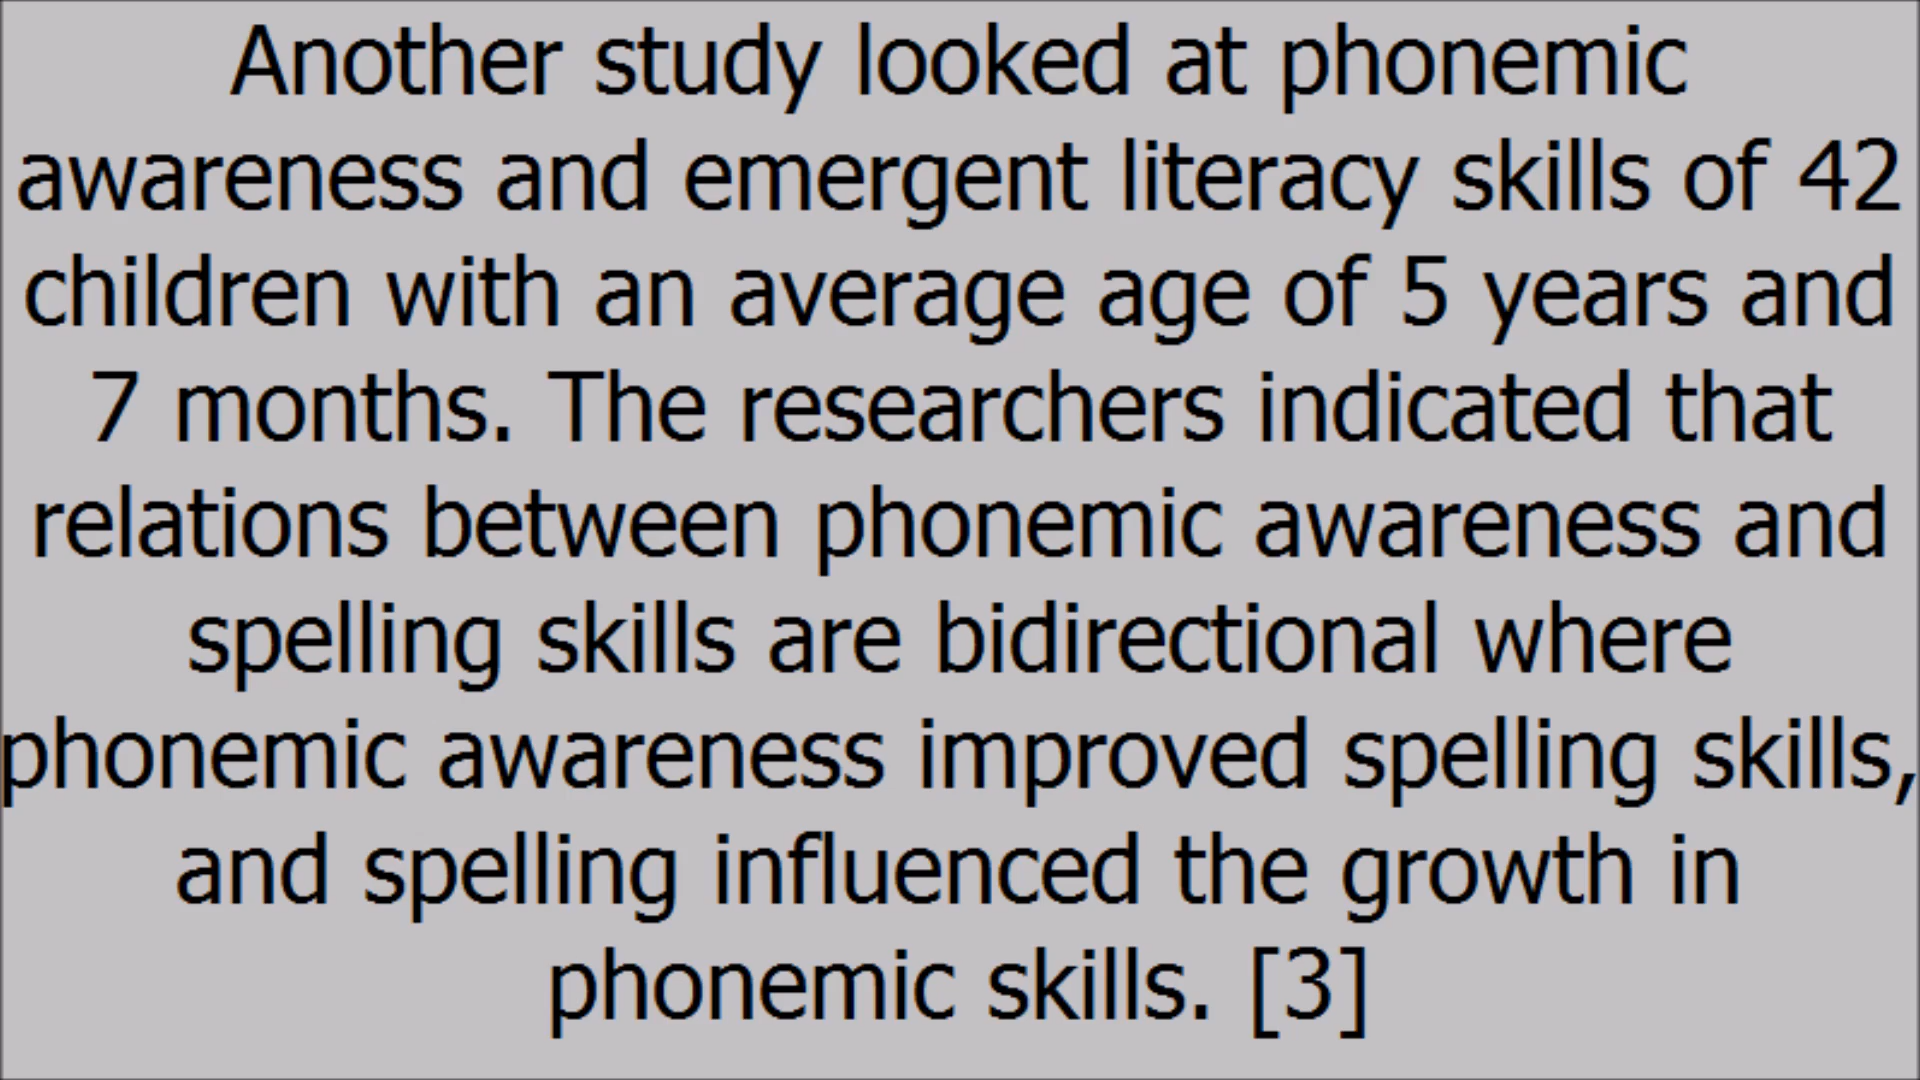 Another study looked at phonemic
awareness and emergent literacy skills of 42
children with an average age of 5 years and
7 months. The researchers indicated that
relations between phonemic awareness and
spelling skills are bidirectional where
phonemic awareness improved spelling skills,
and spelling influenced the growth in
phonemic skills. [3]